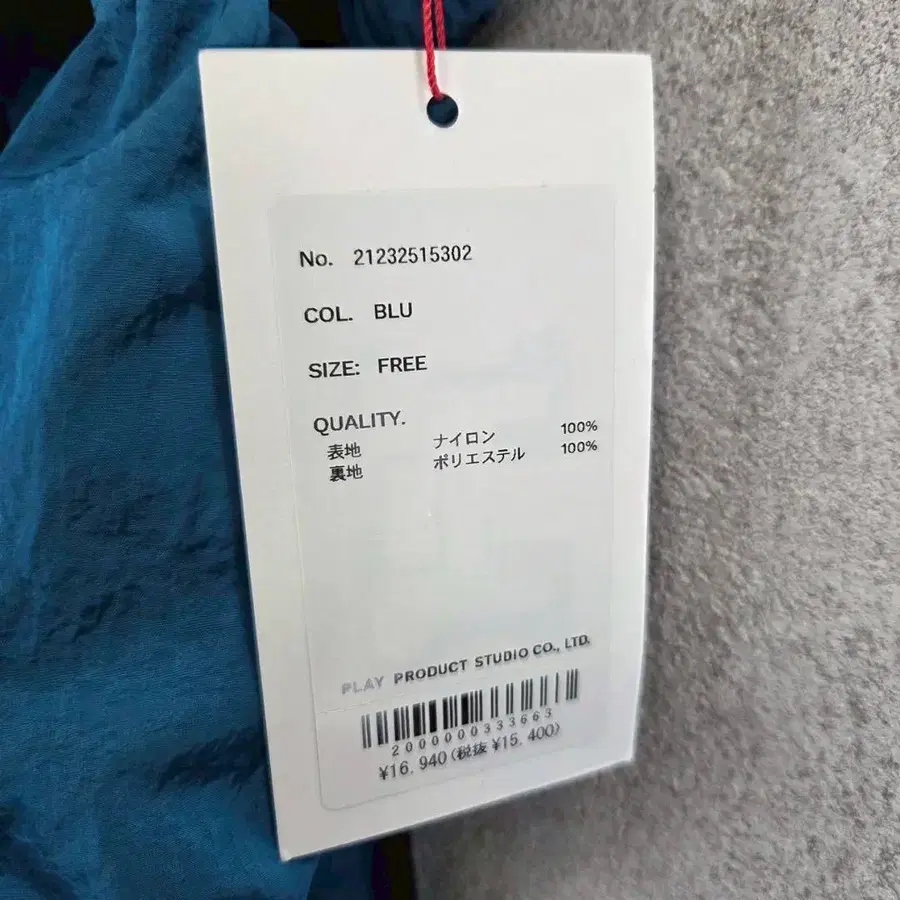 No. 21232515302
COL. BLU
SIZE: FREE
QUALITY.
表地 ナイロン 100%
裏地 ポリエステル 100%
PLAY PRODUCT STUDIO CO., LTD.
2000000333663
¥16,940(税抜 ¥15,400)